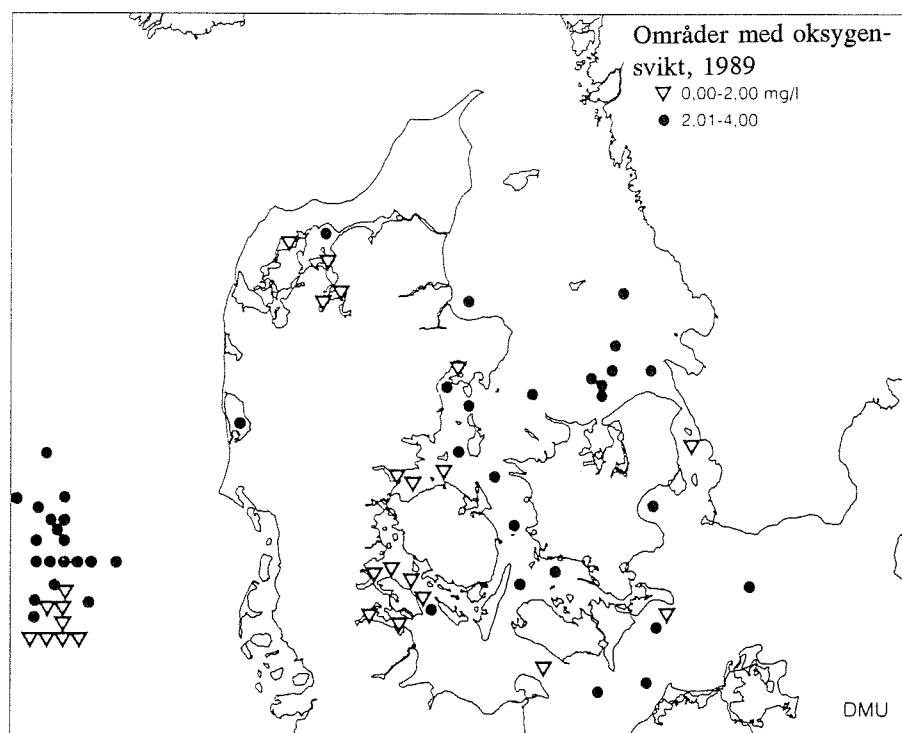 Områder med oksygen-
svikt, 1989
0,00-2,00 mg/l
2.01-4,00
DMU